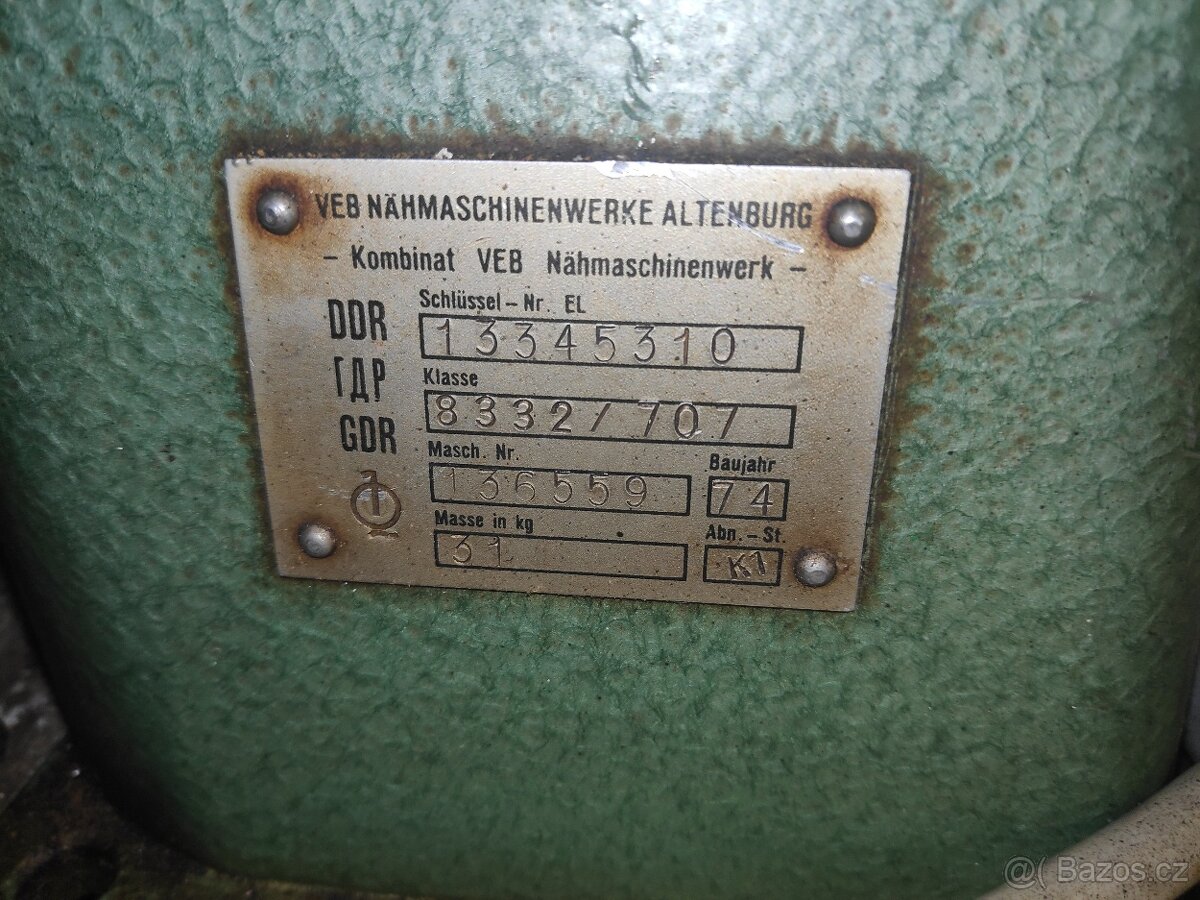 VEB NÄHMASCHINENWERKE ALTENBURG
– Kombinat VEB Nähmaschinenwerk –
DDR
ГДР
GDR
Schlüssel – Nr. EL
13345310
Klasse
8332/707
Masch. Nr.
136559
Baujahr
74
Masse in kg
31
Abn. – St.
K1
1
@( Bazos.cz